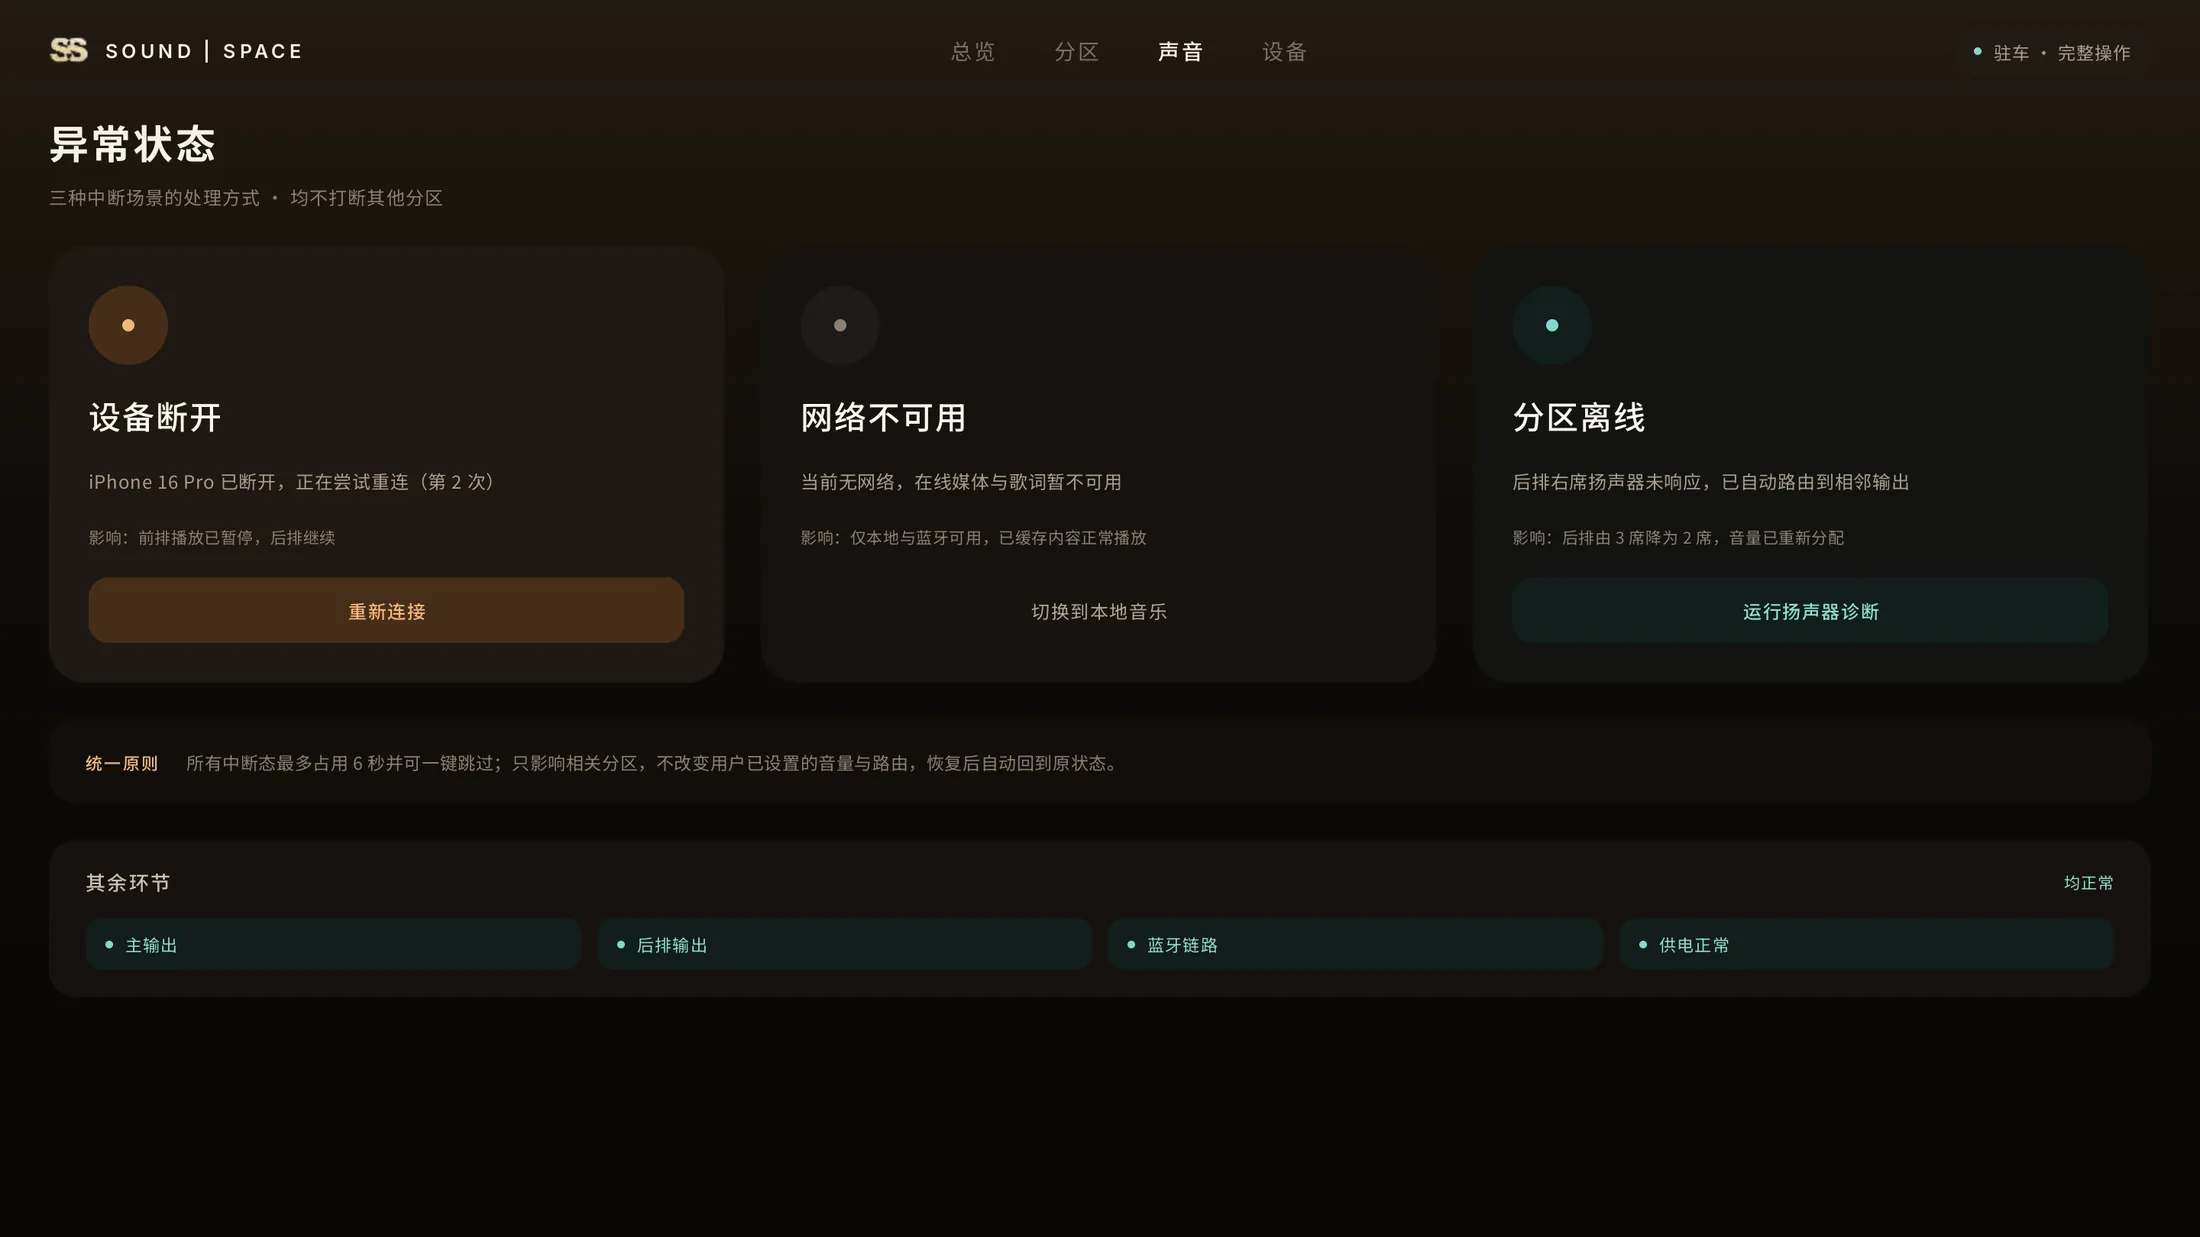 SS SOUND | SPACE
总览 分区 声音 设备
驻车 · 完整操作
异常状态
三种中断场景的处理方式 · 均不打断其他分区
设备断开
iPhone 16 Pro 已断开，正在尝试重连（第 2 次）
影响：前排播放已暂停，后排继续
重新连接
网络不可用
当前无网络，在线媒体与歌词暂不可用
影响：仅本地与蓝牙可用，已缓存内容正常播放
切换到本地音乐
分区离线
后排右席扬声器未响应，已自动路由到相邻输出
影响：后排由 3 席降为 2 席，音量已重新分配
运行扬声器诊断
统一原则 所有中断态最多占用 6 秒并可一键跳过；只影响相关分区，不改变用户已设置的音量与路由，恢复后自动回到原状态。
其余环节
均正常
主输出
后排输出
蓝牙链路
供电正常